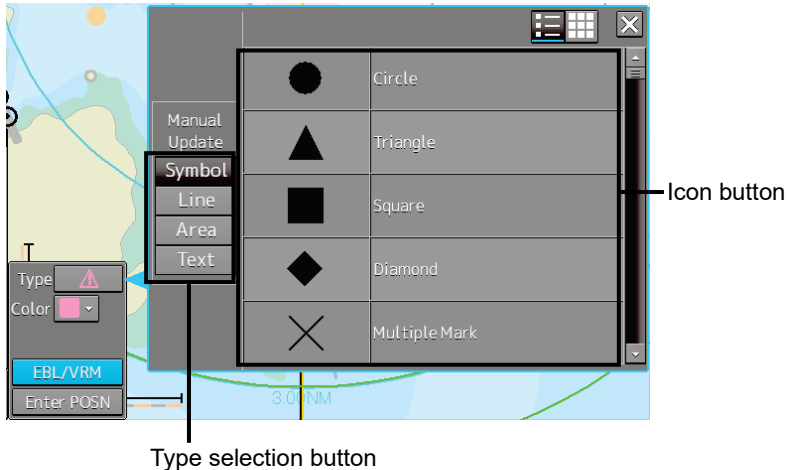 Circle
Manual
Update
Triangle
Symbol
Line
Square
Icon button
Area
Text
Diamond
Type
Color
Multiple Mark
EBL/VRM
Enter POSN
3.00NM
Type selection button